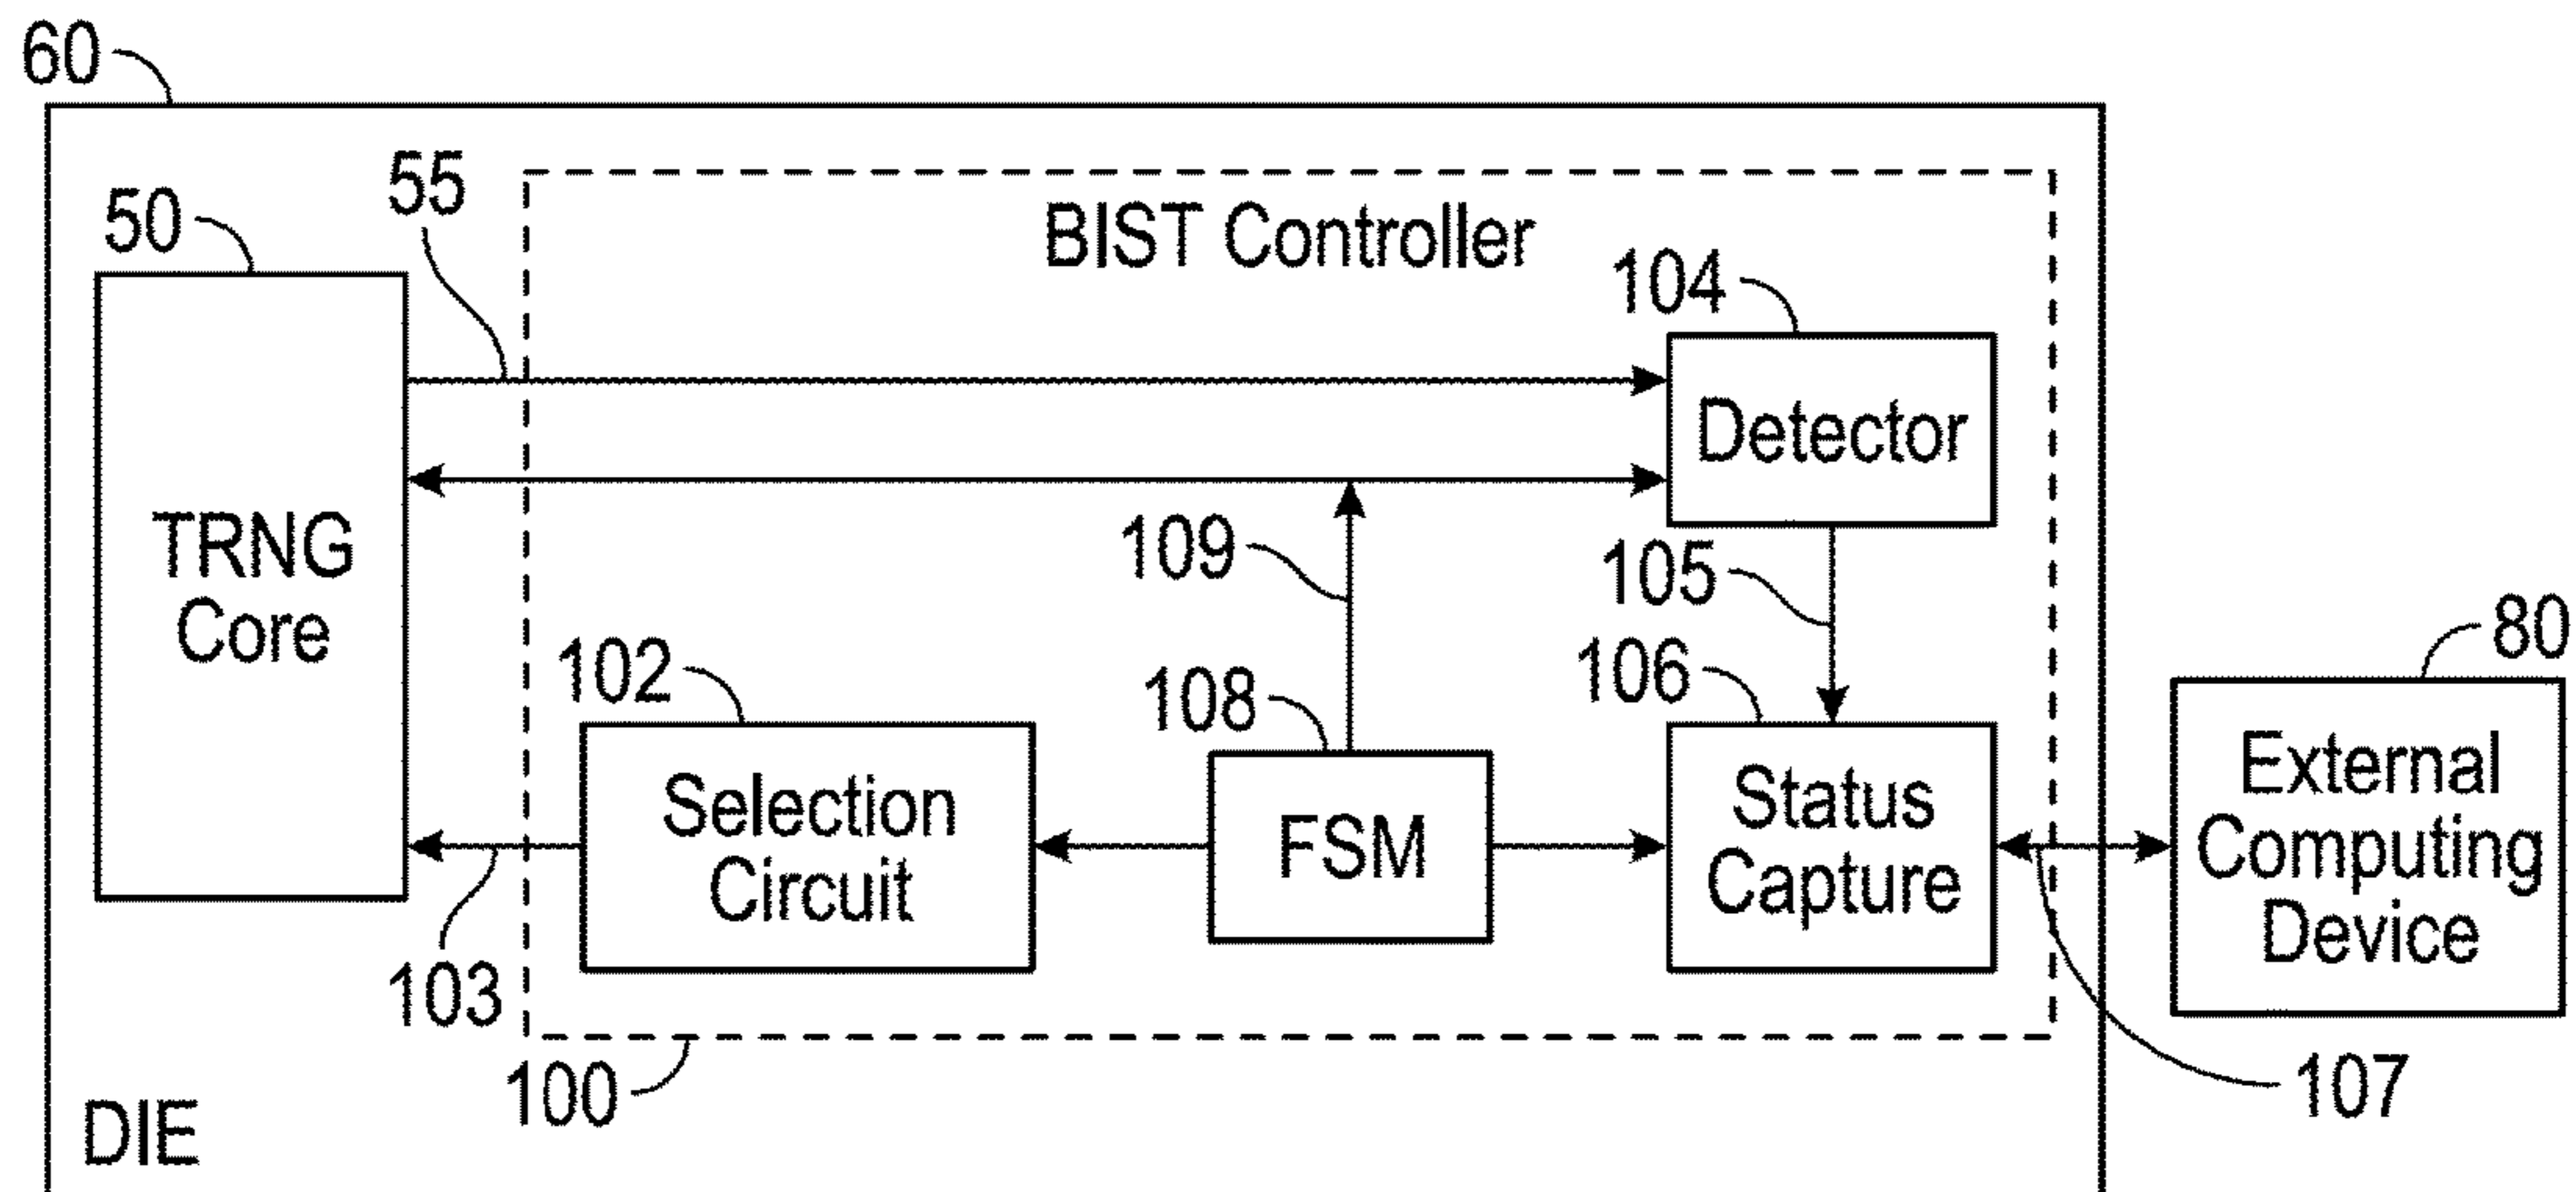 60
55
50
BIST Controller
104
Detector
TRNG
Core
109
105
80
102
108
106
External
Computing
Device
Selection
Circuit
FSM
Status
Capture
103
100
107
DIE